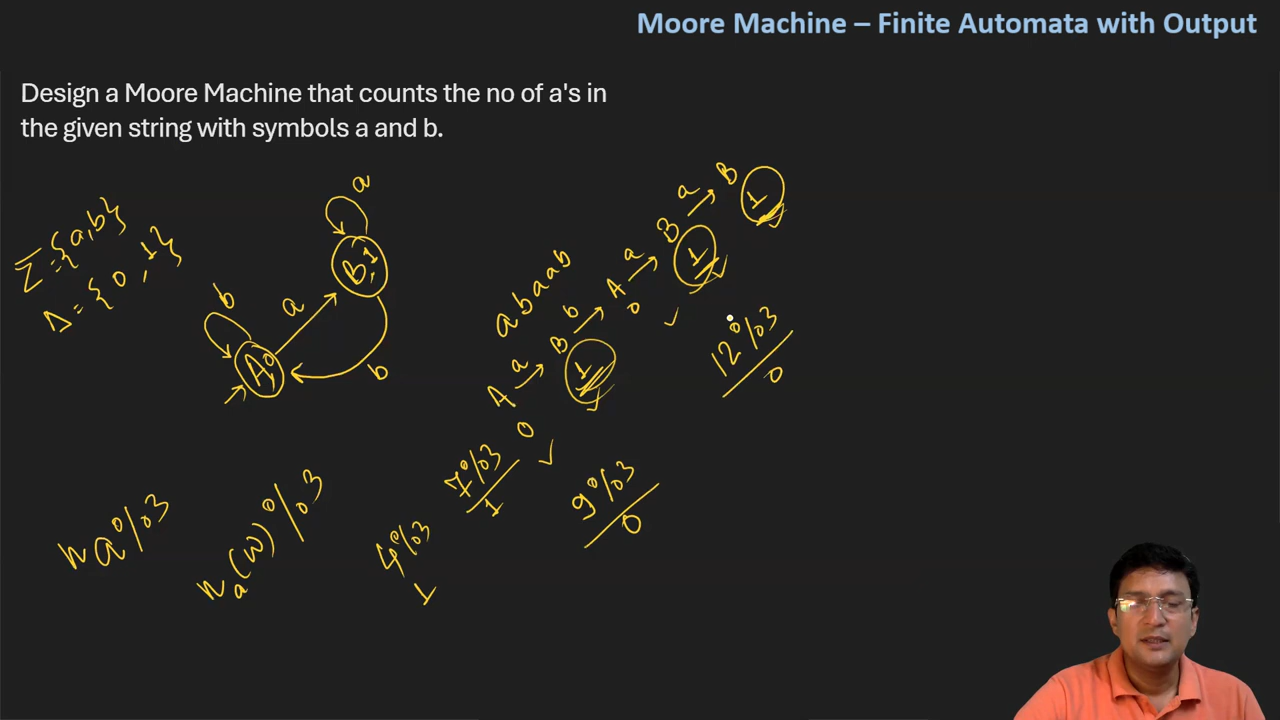 Moore Machine – Finite Automata with Output
Design a Moore Machine that counts the no of a's in
the given string with symbols a and b.
Σ = {a,b}
Δ = {0,1}
a
B,1
b
a
A,0
b
abaab
A a→ B b→ A a→ B a→ B
0 1 0 1 1
na%3
n_a(w)%3
4%3
1
7%3
1
9%3
0
12%3
0